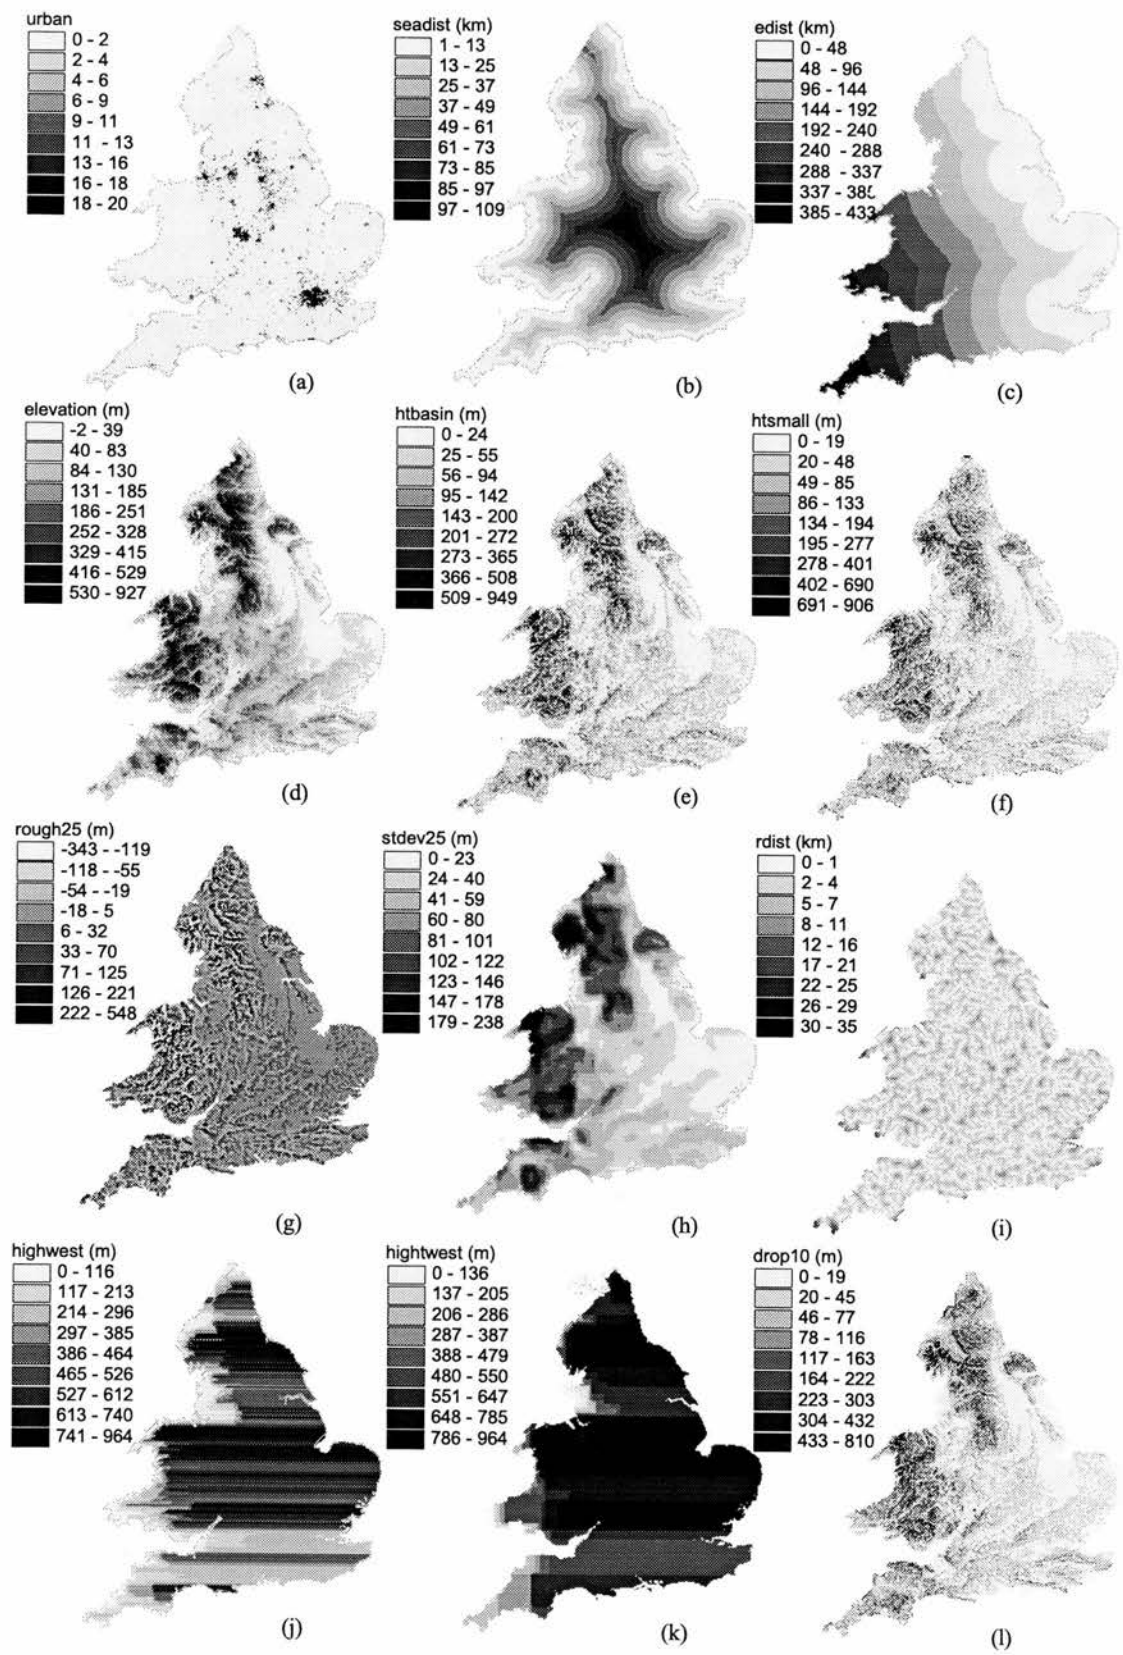 urban
0 - 2
2 - 4
4 - 6
6 - 9
9 - 11
11 - 13
13 - 16
16 - 18
18 - 20
(a)
seadist (km)
1 - 13
13 - 25
25 - 37
37 - 49
49 - 61
61 - 73
73 - 85
85 - 97
97 - 109
(b)
edist (km)
0 - 48
48 - 96
96 - 144
144 - 192
192 - 240
240 - 288
288 - 337
337 - 385
385 - 433
(c)
elevation (m)
-2 - 39
40 - 83
84 - 130
131 - 185
186 - 251
252 - 328
329 - 415
416 - 529
530 - 927
(d)
htbasin (m)
0 - 24
25 - 55
56 - 94
95 - 142
143 - 200
201 - 272
273 - 365
366 - 508
509 - 949
(e)
htsmall (m)
0 - 19
20 - 48
49 - 85
86 - 133
134 - 194
195 - 277
278 - 401
402 - 690
691 - 906
(f)
rough25 (m)
-343 - -119
-118 - -55
-54 - -19
-18 - 5
6 - 32
33 - 70
71 - 125
126 - 221
222 - 548
(g)
stdev25 (m)
0 - 23
24 - 40
41 - 59
60 - 80
81 - 101
102 - 122
123 - 146
147 - 178
179 - 238
(h)
rdist (km)
0 - 1
2 - 4
5 - 7
8 - 11
12 - 16
17 - 21
22 - 25
26 - 29
30 - 35
(i)
highwest (m)
0 - 116
117 - 213
214 - 296
297 - 385
386 - 464
465 - 526
527 - 612
613 - 740
741 - 964
(j)
hightwest (m)
0 - 136
137 - 205
206 - 286
287 - 387
388 - 479
480 - 550
551 - 647
648 - 785
786 - 964
(k)
drop10 (m)
0 - 19
20 - 45
46 - 77
78 - 116
117 - 163
164 - 222
223 - 303
304 - 432
433 - 810
(l)